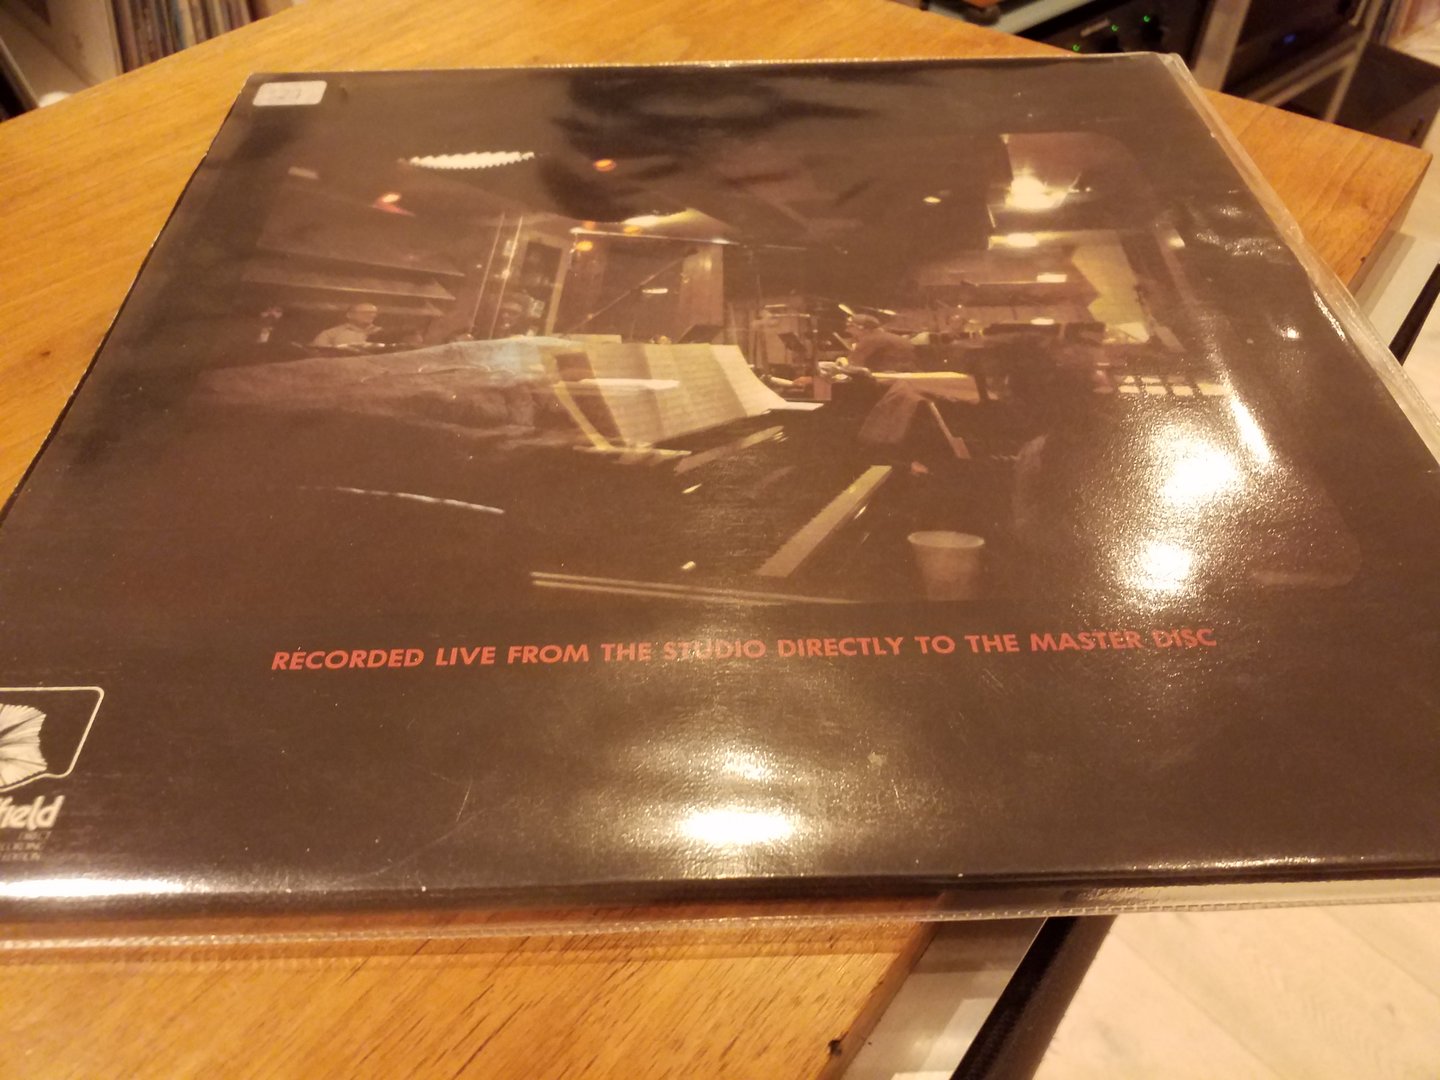 RECORDED LIVE FROM THE STUDIO DIRECTLY TO THE MASTER DISC
field